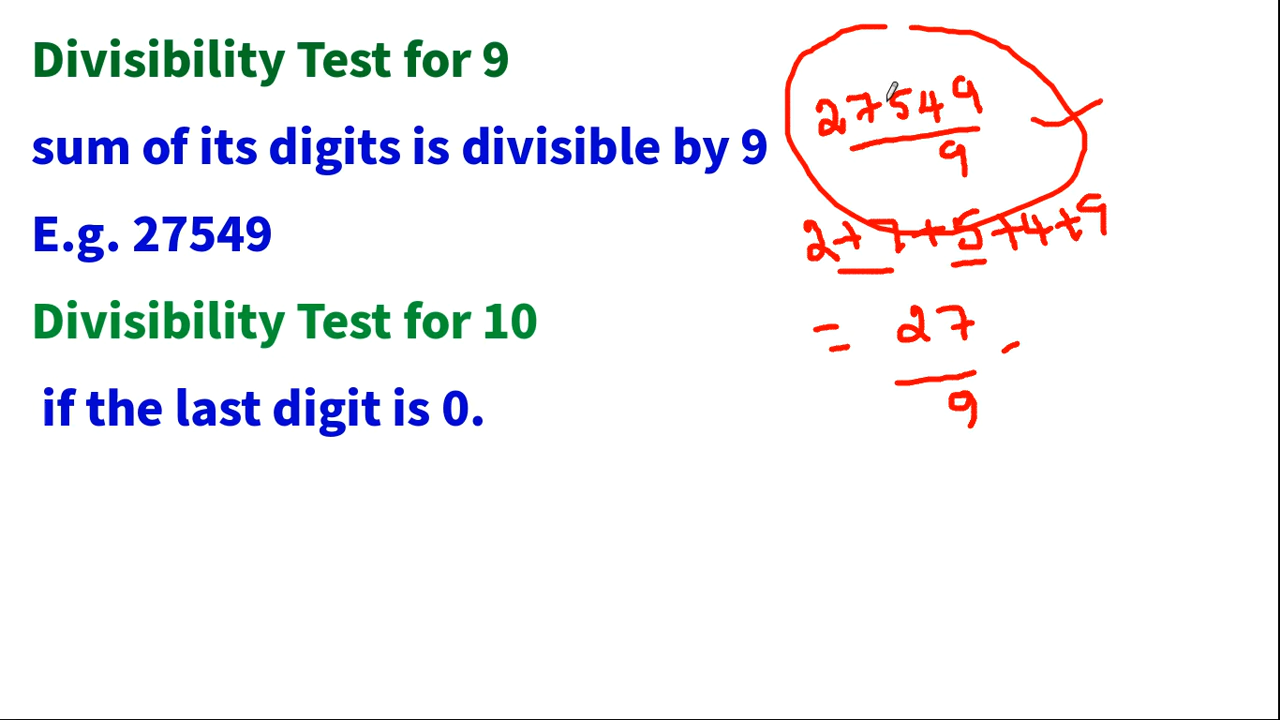 Divisibility Test for 9
sum of its digits is divisible by 9
E.g. 27549
Divisibility Test for 10
if the last digit is 0.
27549
9
2+7+5+4+9
= 27
9